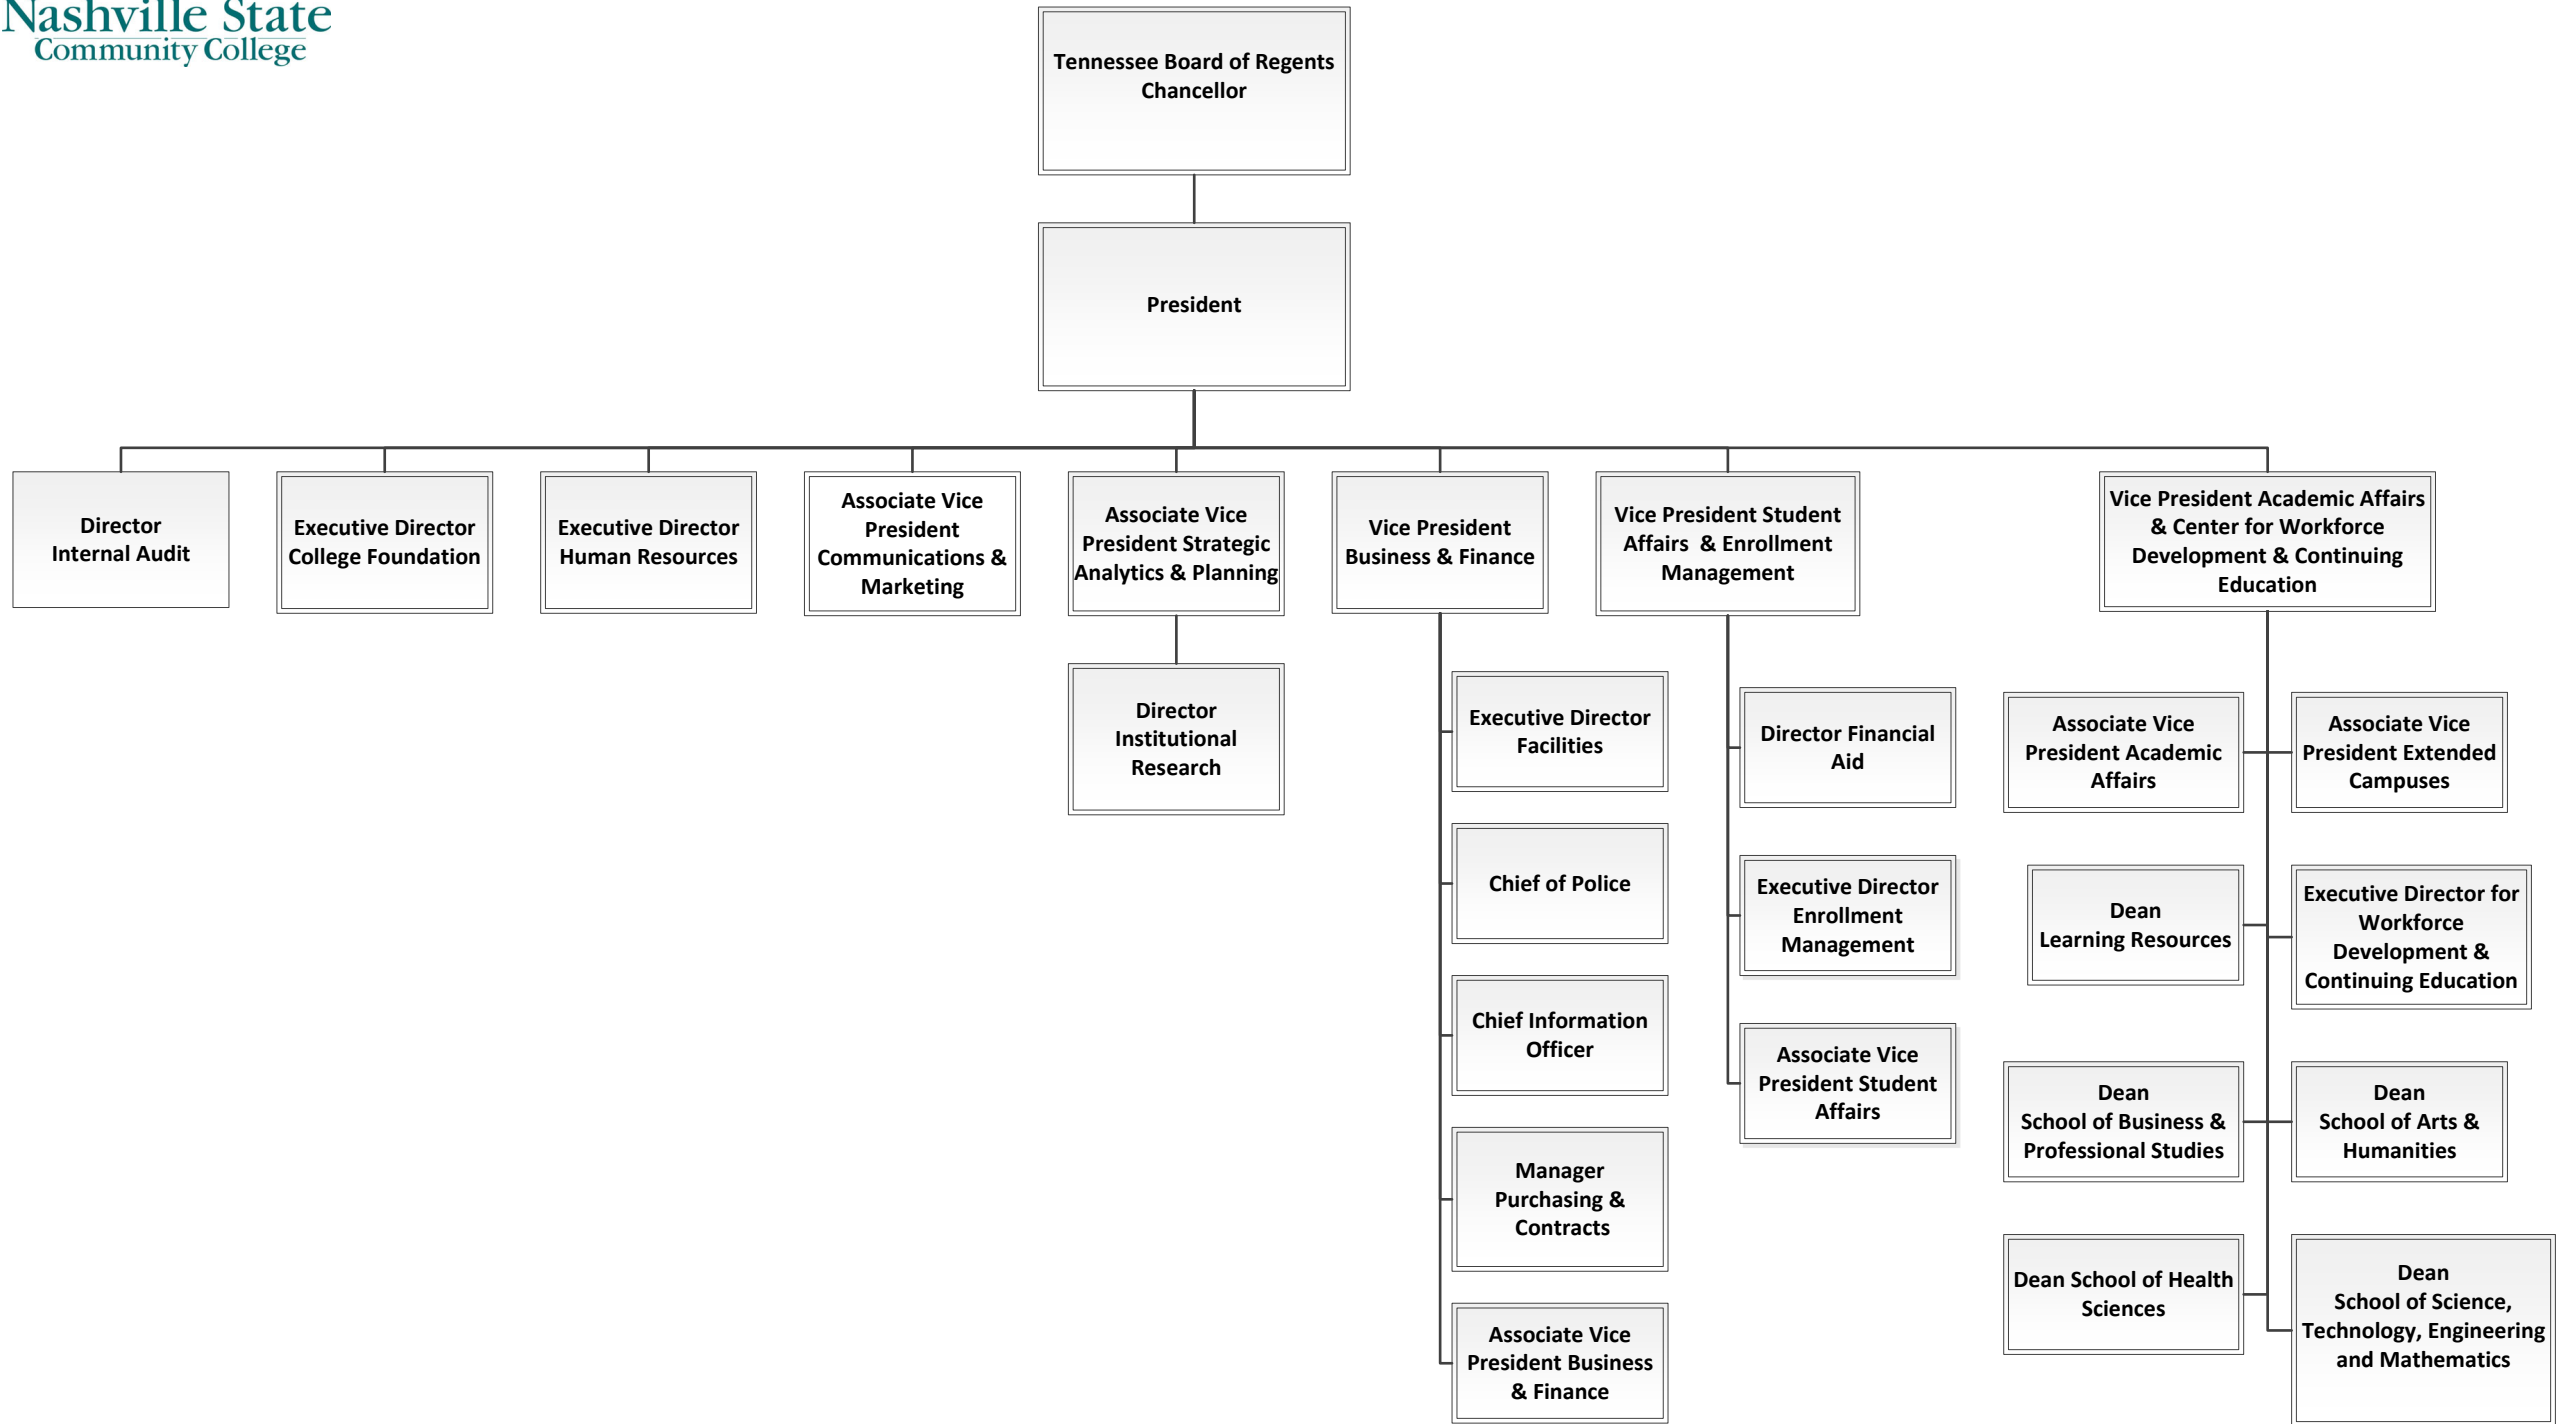 Nashville State
Community College
Tennessee Board of Regents
Chancellor
President
Director
Internal Audit
Executive Director
College Foundation
Executive Director
Human Resources
Associate Vice
President
Communications &
Marketing
Associate Vice
President Strategic
Analytics & Planning
Vice President
Business & Finance
Vice President Student
Affairs & Enrollment
Management
Vice President Academic Affairs
& Center for Workforce
Development & Continuing
Education
Director
Institutional
Research
Executive Director
Facilities
Chief of Police
Chief Information
Officer
Manager
Purchasing &
Contracts
Associate Vice
President Business
& Finance
Director Financial
Aid
Executive Director
Enrollment
Management
Associate Vice
President Student
Affairs
Associate Vice
President Academic
Affairs
Associate Vice
President Extended
Campuses
Dean
Learning Resources
Executive Director for
Workforce
Development &
Continuing Education
Dean
School of Business &
Professional Studies
Dean
School of Arts &
Humanities
Dean School of Health
Sciences
Dean
School of Science,
Technology, Engineering
and Mathematics